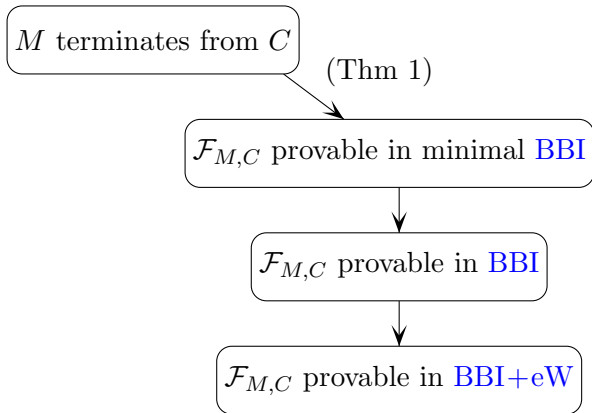 M terminates from C
(Thm 1)
ℱ_{M,C} provable in minimal BBI
ℱ_{M,C} provable in BBI
ℱ_{M,C} provable in BBI+eW